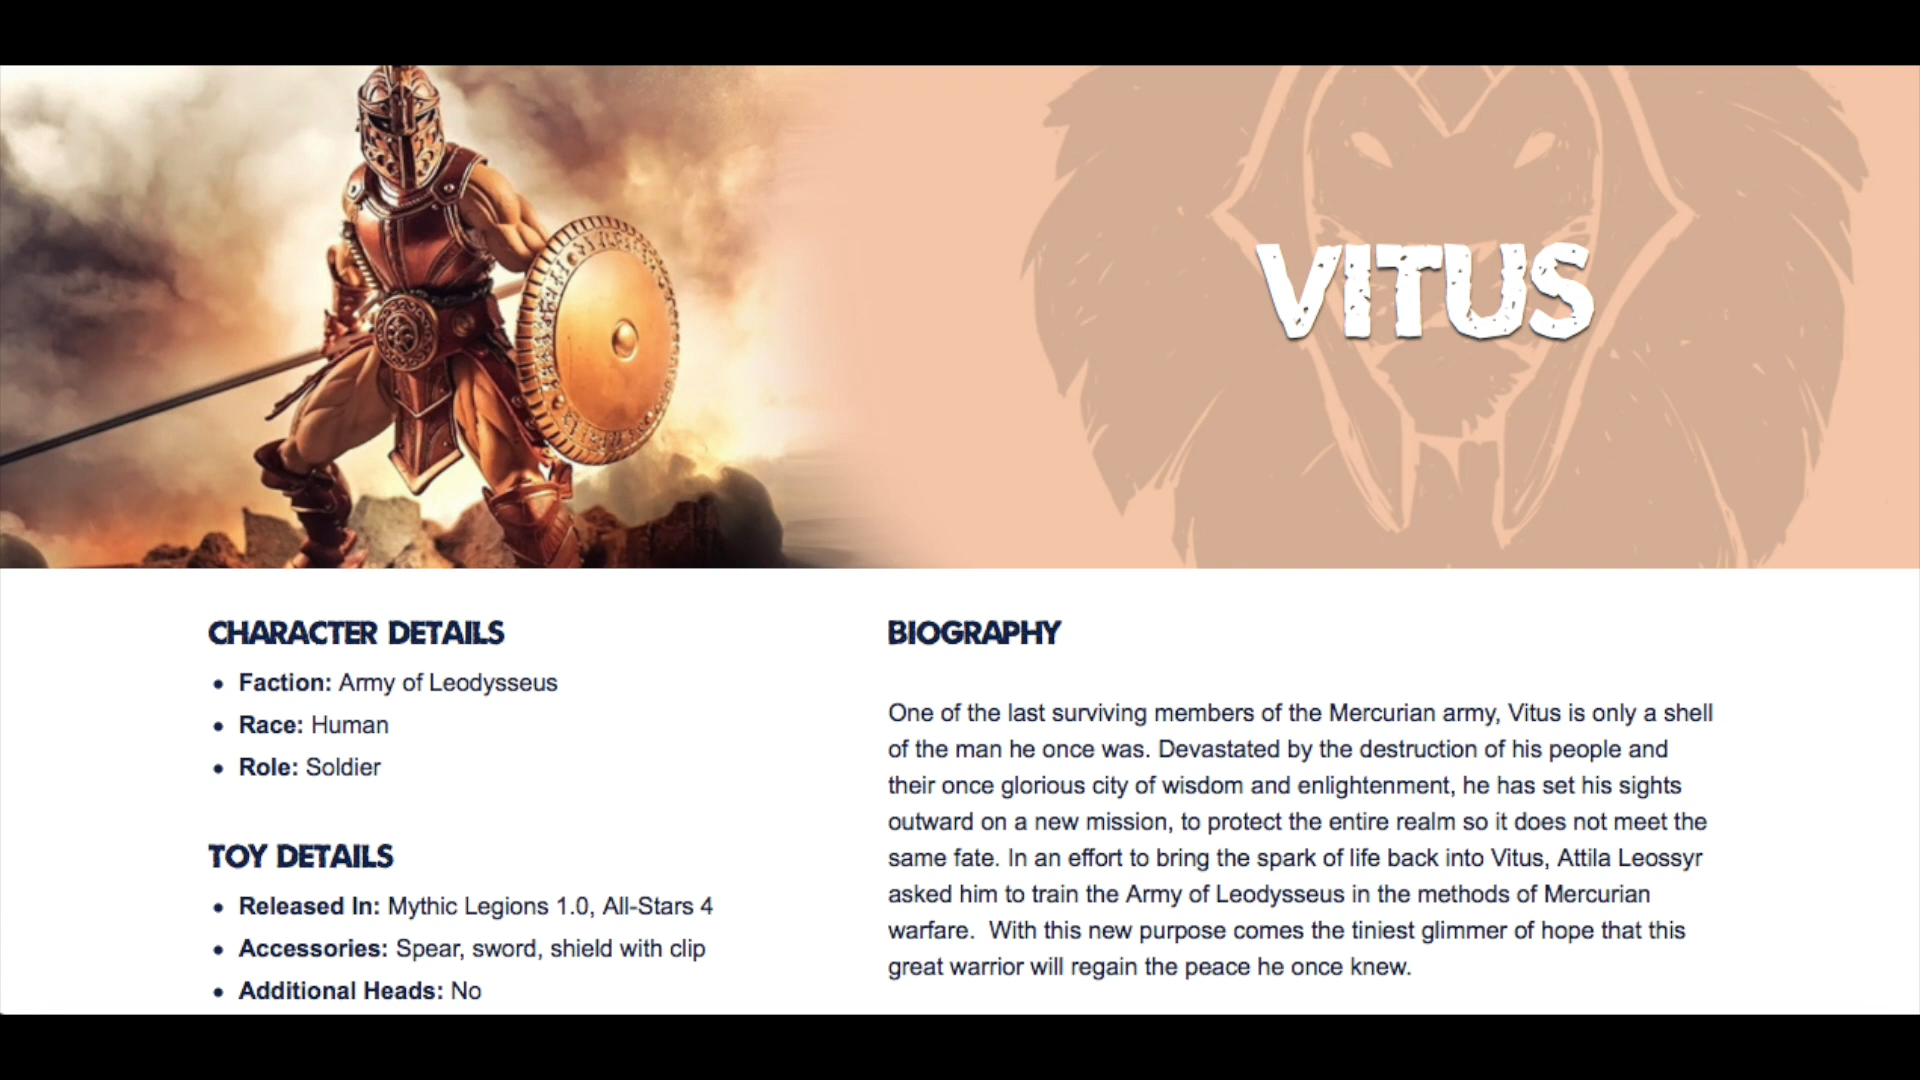 VITUS
CHARACTER DETAILS
Faction: Army of Leodysseus
Race: Human
Role: Soldier
TOY DETAILS
Released In: Mythic Legions 1.0, All-Stars 4
Accessories: Spear, sword, shield with clip
Additional Heads: No
BIOGRAPHY
One of the last surviving members of the Mercurian army, Vitus is only a shell
of the man he once was. Devastated by the destruction of his people and
their once glorious city of wisdom and enlightenment, he has set his sights
outward on a new mission, to protect the entire realm so it does not meet the
same fate. In an effort to bring the spark of life back into Vitus, Attila Leossyr
asked him to train the Army of Leodysseus in the methods of Mercurian
warfare.  With this new purpose comes the tiniest glimmer of hope that this
great warrior will regain the peace he once knew.